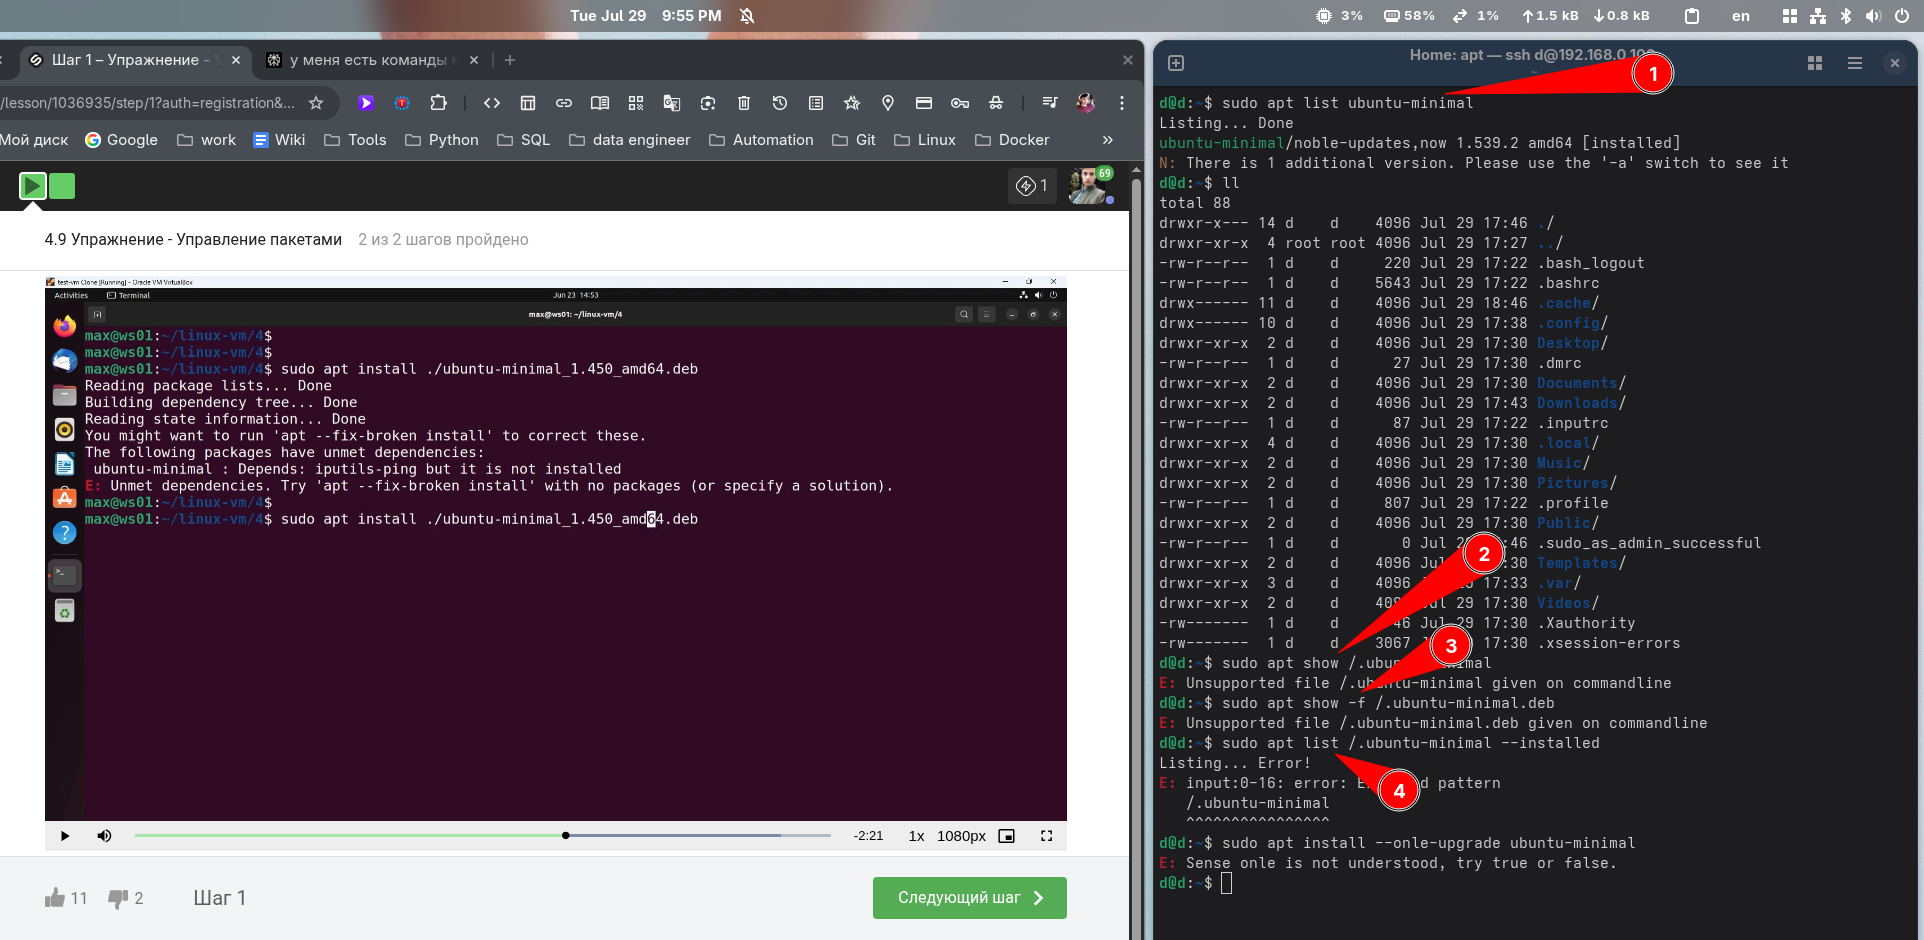 Tue Jul 29 9:55 PM
3% 58% 1% 1.5 kB 0.8 kB en
Шаг 1 – Упражнение -
у меня есть команды
/lesson/1036935/step/1?auth=registration&...
Мой диск Google work Wiki Tools Python SQL data engineer Automation Git Linux Docker »
1 69
4.9 Упражнение - Управление пакетами 2 из 2 шагов пройдено
test-vm Clone [Running] - Oracle VM VirtualBox
Activities Terminal Jun 23 14:53
max@ws01: ~/linux-vm/4
max@ws01:~/linux-vm/4$
max@ws01:~/linux-vm/4$
max@ws01:~/linux-vm/4$ sudo apt install ./ubuntu-minimal_1.450_amd64.deb
Reading package lists... Done
Building dependency tree... Done
Reading state information... Done
You might want to run 'apt --fix-broken install' to correct these.
The following packages have unmet dependencies:
ubuntu-minimal : Depends: iputils-ping but it is not installed
E: Unmet dependencies. Try 'apt --fix-broken install' with no packages (or specify a solution).
max@ws01:~/linux-vm/4$
max@ws01:~/linux-vm/4$ sudo apt install ./ubuntu-minimal_1.450_amd64.deb
-2:21 1x 1080px
11 2 Шаг 1 Следующий шаг
Home: apt — ssh d@192.168.0.
~
1
d@d:~$ sudo apt list ubuntu-minimal
Listing... Done
ubuntu-minimal/noble-updates,now 1.539.2 amd64 [installed]
N: There is 1 additional version. Please use the '-a' switch to see it
d@d:~$ ll
total 88
drwxr-x--- 14 d d 4096 Jul 29 17:46 ./
drwxr-xr-x 4 root root 4096 Jul 29 17:27 ../
-rw-r--r-- 1 d d 220 Jul 29 17:22 .bash_logout
-rw-r--r-- 1 d d 5643 Jul 29 17:22 .bashrc
drwx------ 11 d d 4096 Jul 29 18:46 .cache/
drwx------ 10 d d 4096 Jul 29 17:38 .config/
drwxr-xr-x 2 d d 4096 Jul 29 17:30 Desktop/
-rw-r--r-- 1 d d 27 Jul 29 17:30 .dmrc
drwxr-xr-x 2 d d 4096 Jul 29 17:30 Documents/
drwxr-xr-x 2 d d 4096 Jul 29 17:43 Downloads/
-rw-r--r-- 1 d d 87 Jul 29 17:22 .inputrc
drwxr-xr-x 4 d d 4096 Jul 29 17:30 .local/
drwxr-xr-x 2 d d 4096 Jul 29 17:30 Music/
drwxr-xr-x 2 d d 4096 Jul 29 17:30 Pictures/
-rw-r--r-- 1 d d 807 Jul 29 17:22 .profile
drwxr-xr-x 2 d d 4096 Jul 29 17:30 Public/
-rw-r--r-- 1 d d 0 Jul :46 .sudo_as_admin_successful
2
drwxr-xr-x 2 d d 4096 Jul :30 Templates/
drwxr-xr-x 3 d d 4096 17:33 .var/
drwxr-xr-x 2 d d 29 17:30 Videos/
-rw------- 1 d d 46 29 17:30 .Xauthority
-rw------- 1 d d 3067 17:30 .xsession-errors
3
d@d:~$ sudo apt show /.ubuntu-minimal
E: Unsupported file /.ubuntu-minimal given on commandline
d@d:~$ sudo apt show -f /.ubuntu-minimal.deb
E: Unsupported file /.ubuntu-minimal.deb given on commandline
d@d:~$ sudo apt list /.ubuntu-minimal --installed
Listing... Error!
E: input:0-16: error: pattern
4
/.ubuntu-minimal
^^^^^^^^^^^^^^^^
d@d:~$ sudo apt install --onle-upgrade ubuntu-minimal
E: Sense onle is not understood, try true or false.
d@d:~$